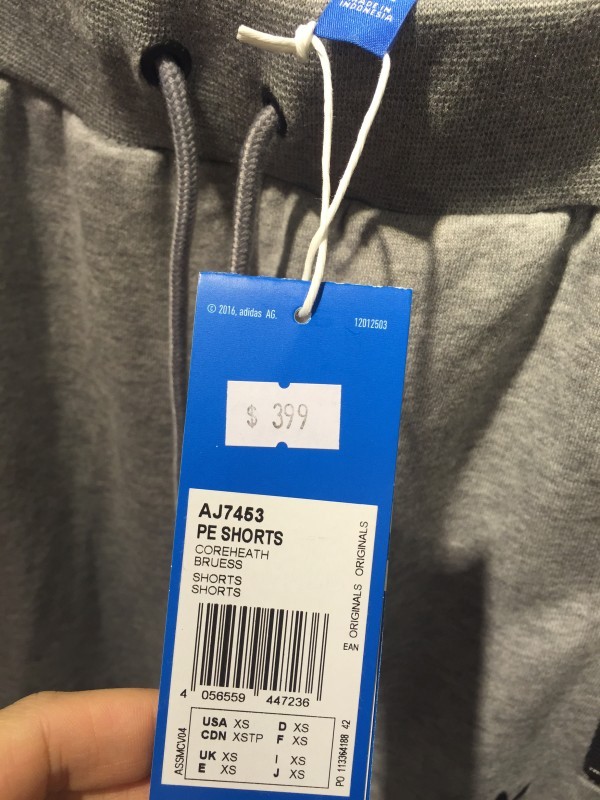 MADE IN
INDONESIA
© 2016, adidas AG.
12012503
$ 399
AJ7453
PE SHORTS
COREHEATH
BRUESS
SHORTS
SHORTS
EAN ORIGINALS ORIGINALS
4 056559 447236
ASSMCV04
USA XS D XS
CDN XSTP F XS
UK XS I XS
E XS J XS
PO 113364188 42